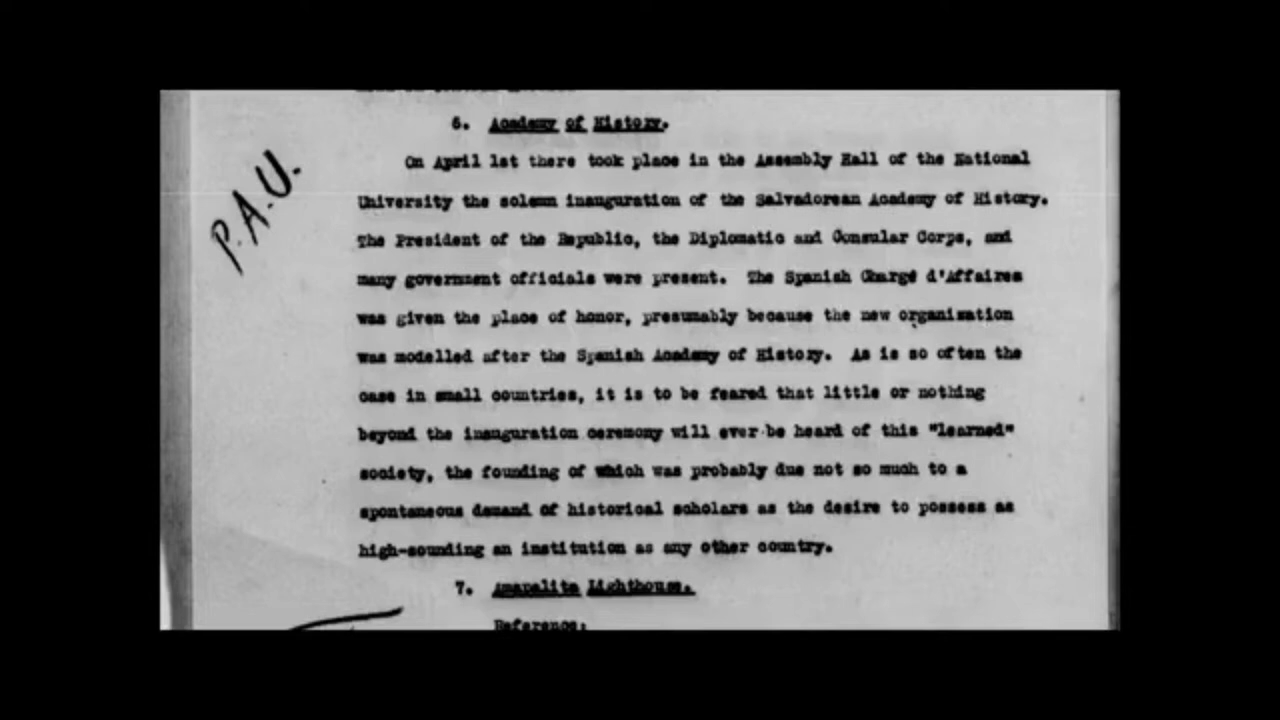 6. Academy of History.
P.A.U.
On April 1st there took place in the Assembly Hall of the National
University the solemn inauguration of the Salvadorean Academy of History.
The President of the Republic, the Diplomatic and Consular Corps, and
many government officials were present. The Spanish Chargé d'Affaires
was given the place of honor, presumably because the new organization
was modelled after the Spanish Academy of History. As is so often the
case in small countries, it is to be feared that little or nothing
beyond the inauguration ceremony will ever be heard of this "learned"
society, the founding of which was probably due not so much to a
spontaneous demand of historical scholars as the desire to possess as
high-sounding an institution as any other country.
7. Amapalita Lighthouse.
Reference: